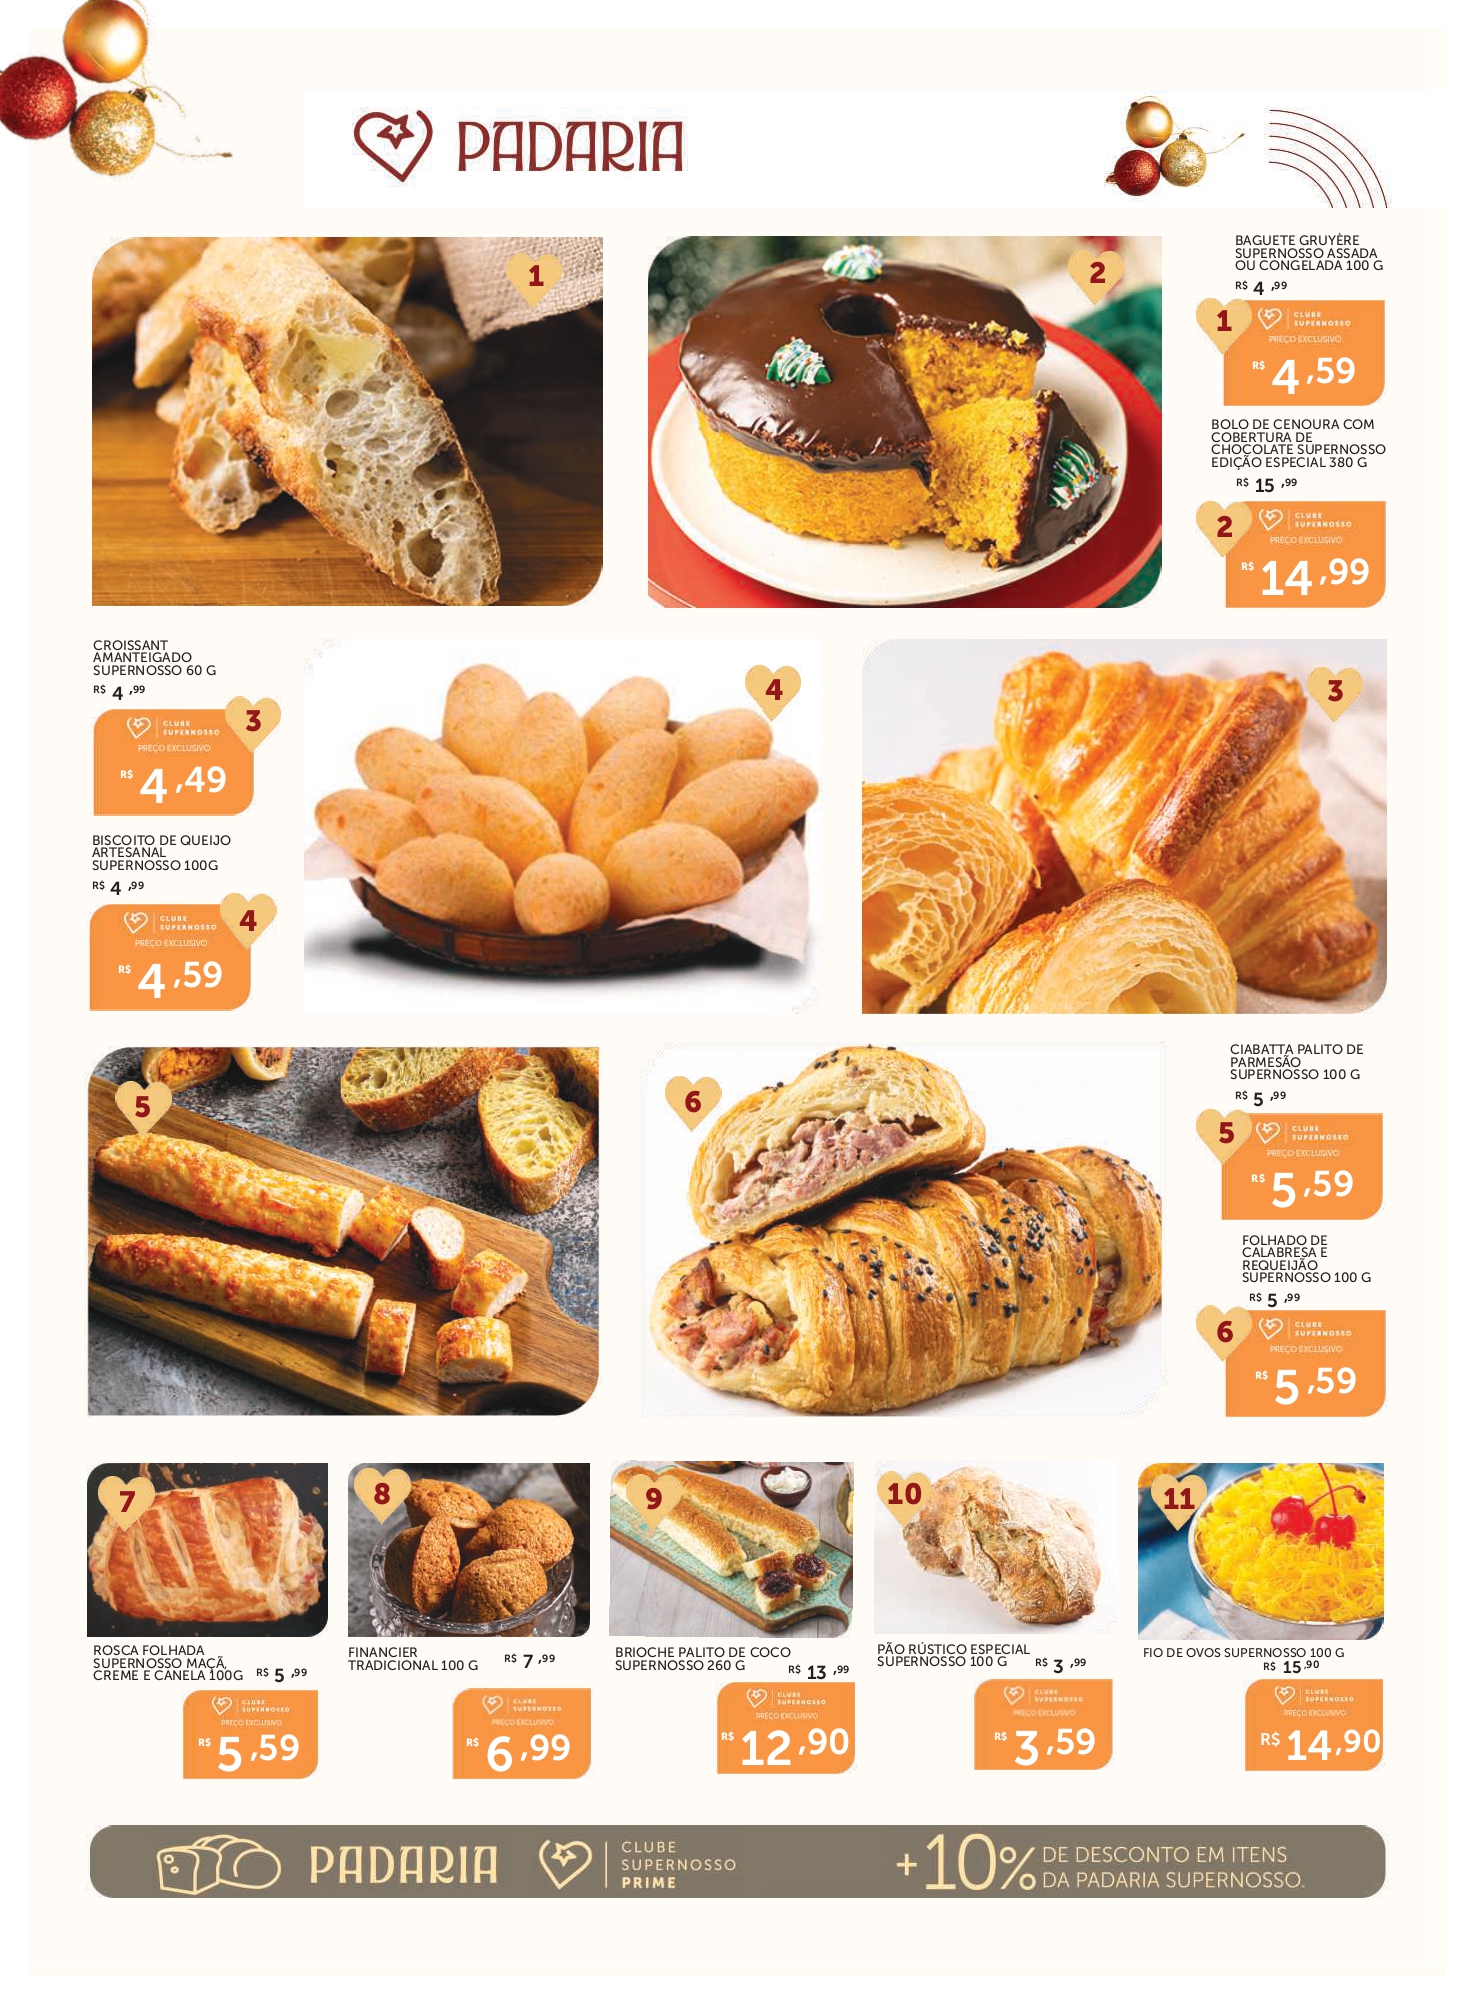 PADARIA
1
2
BAGUETE GRUYÈRE
SUPERNOSSO ASSADA
OU CONGELADA 100 G
R$ 4 ,99
1
CLUBE
SUPERNOSSO
PREÇO EXCLUSIVO
R$ 4 ,59
BOLO DE CENOURA COM
COBERTURA DE
CHOCOLATE SUPERNOSSO
EDIÇÃO ESPECIAL 380 G
R$ 15 ,99
2
CLUBE
SUPERNOSSO
PREÇO EXCLUSIVO
R$ 14 ,99
CROISSANT
AMANTEIGADO
SUPERNOSSO 60 G
R$ 4 ,99
3
CLUBE
SUPERNOSSO
PREÇO EXCLUSIVO
R$ 4 ,49
BISCOITO DE QUEIJO
ARTESANAL
SUPERNOSSO 100G
R$ 4 ,99
4
CLUBE
SUPERNOSSO
PREÇO EXCLUSIVO
R$ 4 ,59
4
3
5
6
CIABATTA PALITO DE
PARMESÃO
SUPERNOSSO 100 G
R$ 5 ,99
5
CLUBE
SUPERNOSSO
PREÇO EXCLUSIVO
R$ 5 ,59
FOLHADO DE
CALABRESA E
REQUEIJÃO
SUPERNOSSO 100 G
R$ 5 ,99
6
CLUBE
SUPERNOSSO
PREÇO EXCLUSIVO
R$ 5 ,59
7
ROSCA FOLHADA
SUPERNOSSO MAÇÃ,
CREME E CANELA 100G R$ 5 ,99
CLUBE
SUPERNOSSO
PREÇO EXCLUSIVO
R$ 5 ,59
8
FINANCIER
TRADICIONAL 100 G R$ 7 ,99
CLUBE
SUPERNOSSO
PREÇO EXCLUSIVO
R$ 6 ,99
9
BRIOCHE PALITO DE COCO
SUPERNOSSO 260 G R$ 13 ,99
CLUBE
SUPERNOSSO
PREÇO EXCLUSIVO
R$ 12 ,90
10
PÃO RÚSTICO ESPECIAL
SUPERNOSSO 100 G R$ 3 ,99
CLUBE
SUPERNOSSO
PREÇO EXCLUSIVO
R$ 3 ,59
11
FIO DE OVOS SUPERNOSSO 100 G
R$ 15 ,90
CLUBE
SUPERNOSSO
PREÇO EXCLUSIVO
R$ 14,90
PADARIA
CLUBE
SUPERNOSSO
PRIME
+10%
DE DESCONTO EM ITENS
DA PADARIA SUPERNOSSO.